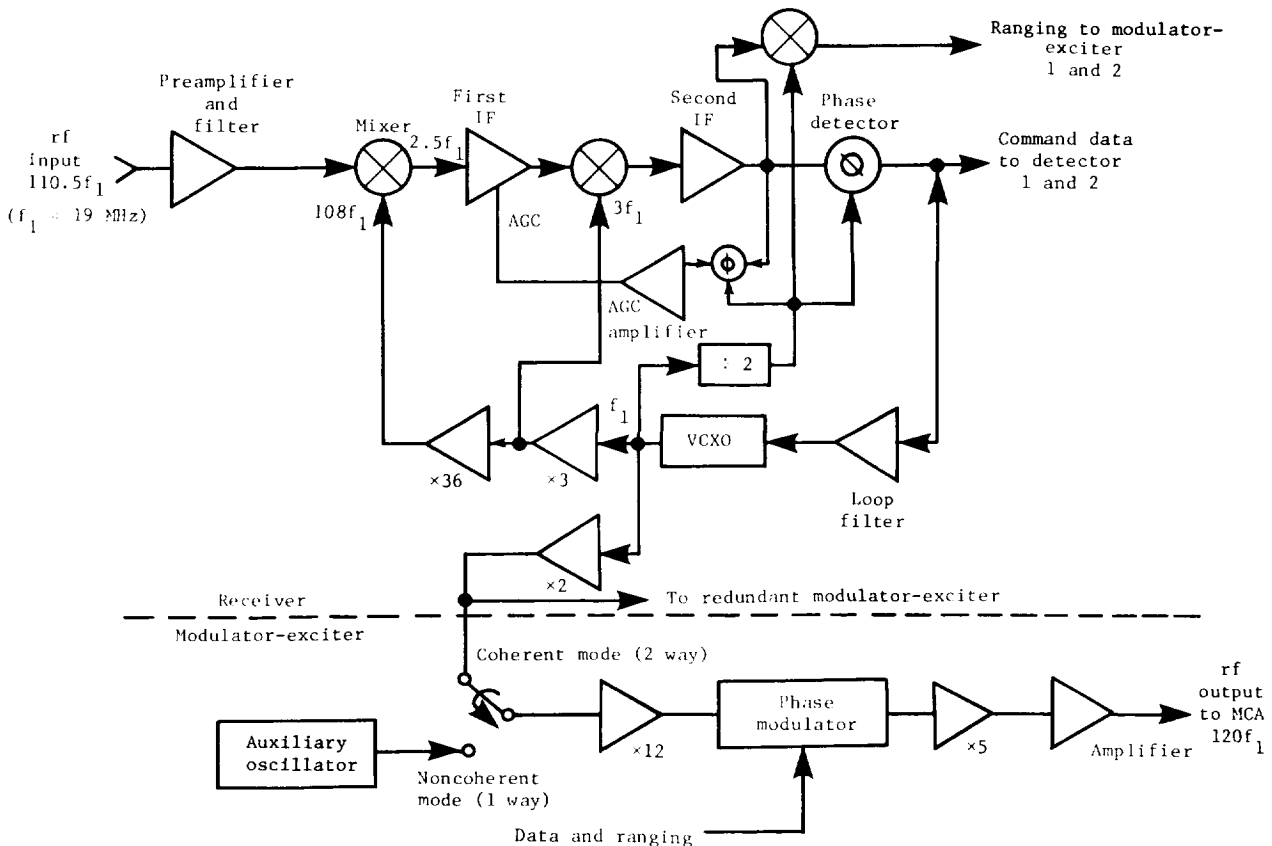 Ranging to modulator-
exciter
1 and 2
Preamplifier
and
filter
First
IF
Second
IF
Phase
detector
rf
input
110.5f₁
(f₁ = 19 MHz)
Mixer
2.5f₁
Command data
to detector
1 and 2
108f₁
3f₁
AGC
AGC
amplifier
÷ 2
f₁
VCXO
×36
×3
Loop
filter
×2
Receiver
To redundant modulator-exciter
Modulator-exciter
Coherent mode (2 way)
rf
output
to MCA
120f₁
Phase
modulator
×12
×5
Amplifier
Auxiliary
oscillator
Noncoherent
mode (1 way)
Data and ranging